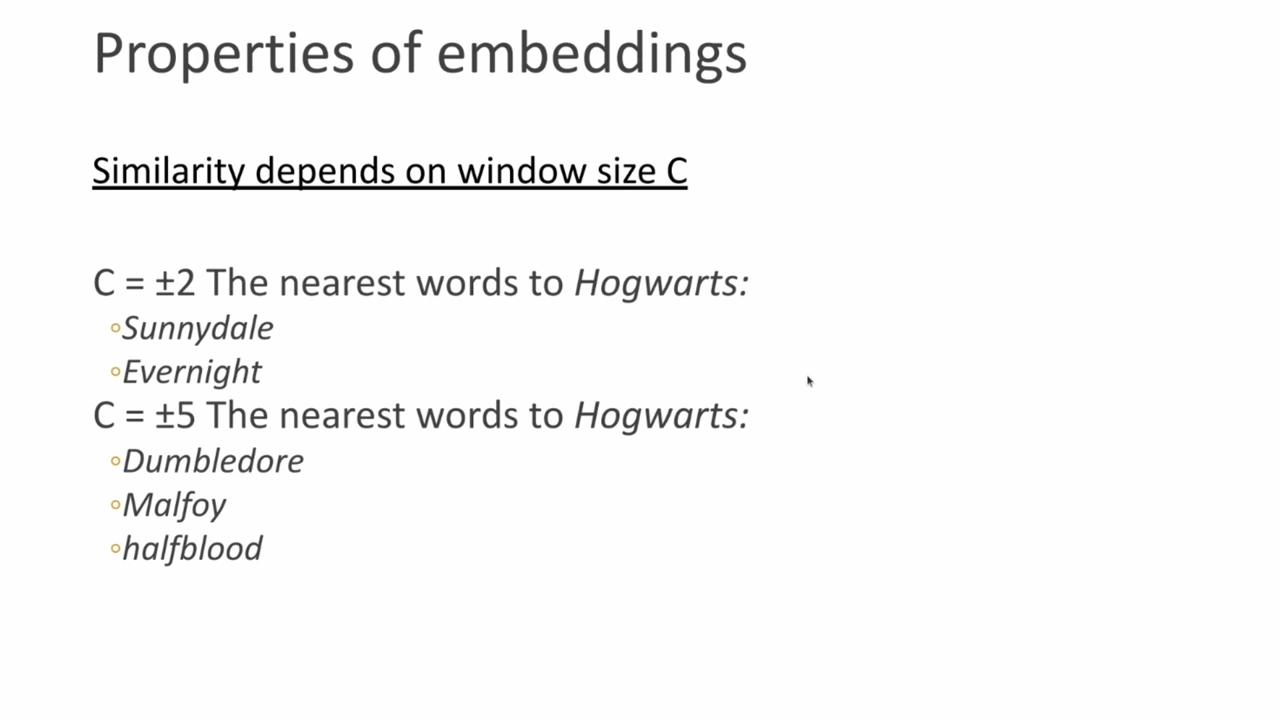 Properties of embeddings
Similarity depends on window size C
C = ±2 The nearest words to Hogwarts:
◦Sunnydale
◦Evernight
C = ±5 The nearest words to Hogwarts:
◦Dumbledore
◦Malfoy
◦halfblood